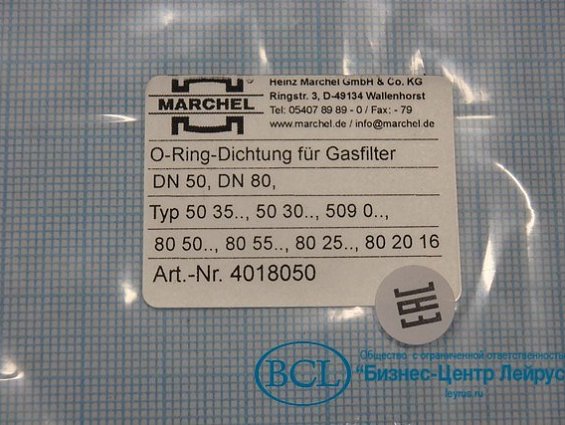 Heinz Marchel GmbH & Co. KG
Ringstr. 3, D-49134 Wallenhorst
Tel: 05407 89 89 - 0 / Fax: - 79
www.marchel.de / info@marchel.de
MARCHEL
O-Ring-Dichtung für Gasfilter
DN 50, DN 80,
Typ 50 35.., 50 30.., 509 0..,
80 50.., 80 55.., 80 25.., 80 20 16
Art.-Nr. 4018050
EAC
BCL
Общество с ограниченной ответственность
"Бизнес-Центр Лейрус
leyros.ru